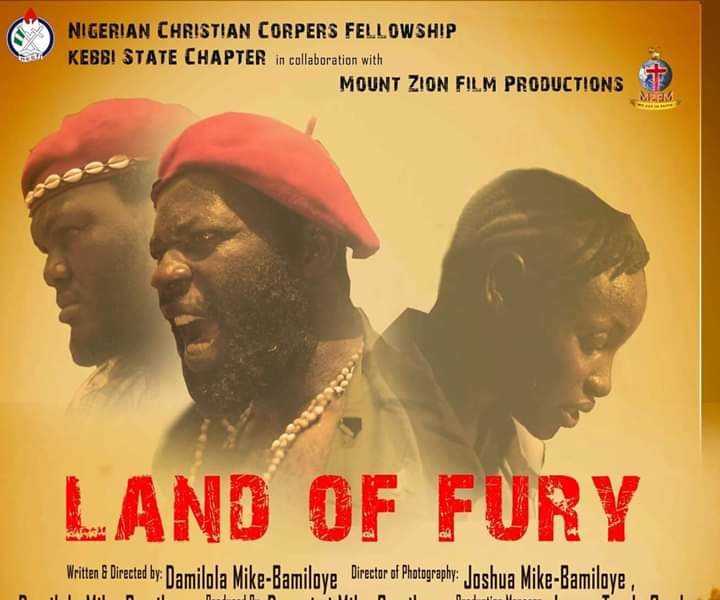 NIGERIAN CHRISTIAN CORPERS FELLOWSHIP
KEBBI STATE CHAPTER in collaboration with
MOUNT ZION FILM PRODUCTIONS
LAND OF FURY
Written & Directed by: Damilola Mike-Bamiloye Director of Photography: Joshua Mike-Bamiloye,